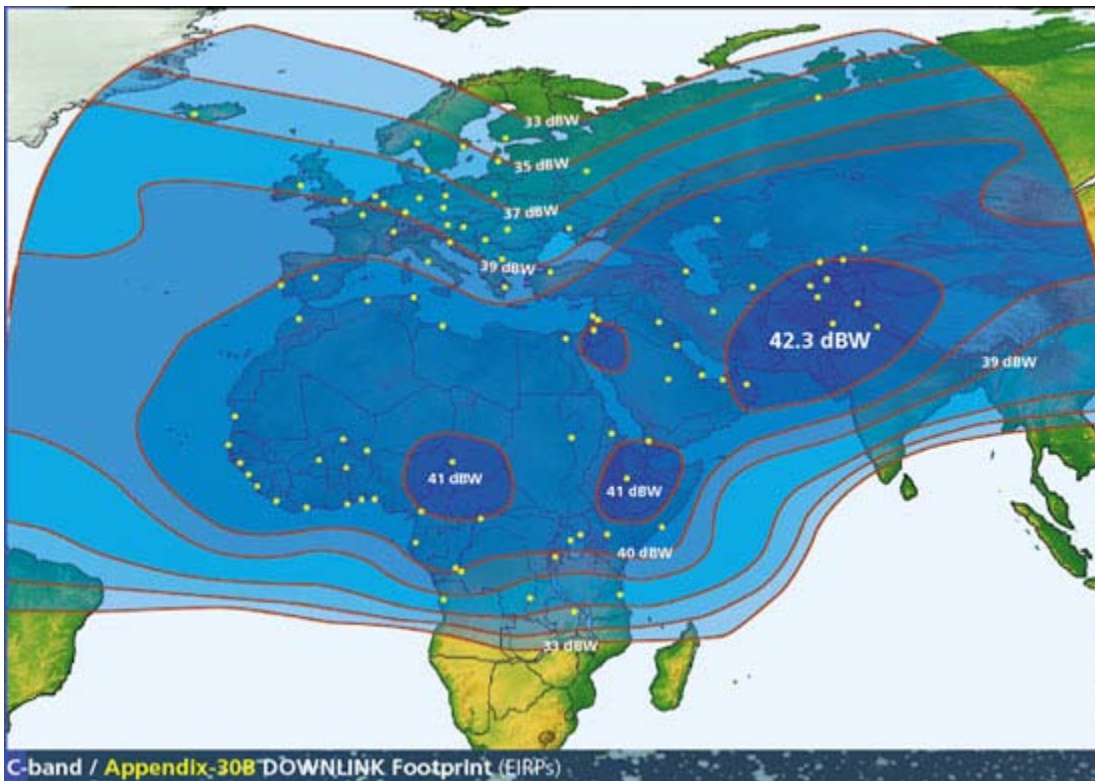 33 dBW
35 dBW
37 dBW
39 dBW
42.3 dBW
39 dBW
41 dBW
41 dBW
40 dBW
33 dBW
C-band / Appendix-30B DOWNLINK Footprint (EIRPs)